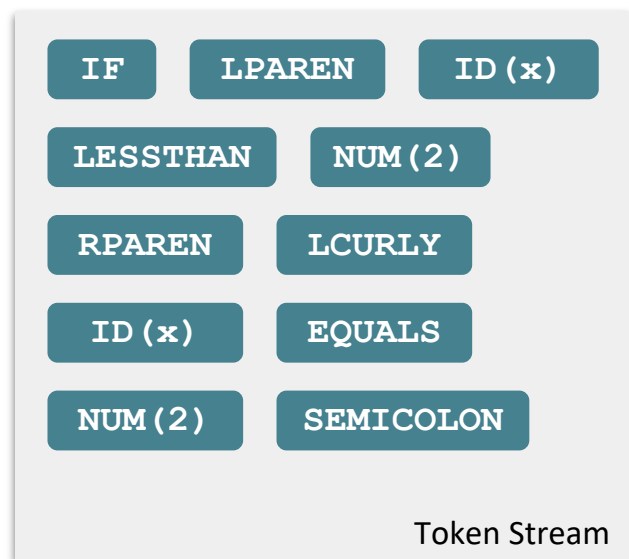 IF LPAREN ID(x)
LESSTHAN NUM(2)
RPAREN LCURLY
ID(x) EQUALS
NUM(2) SEMICOLON
Token Stream